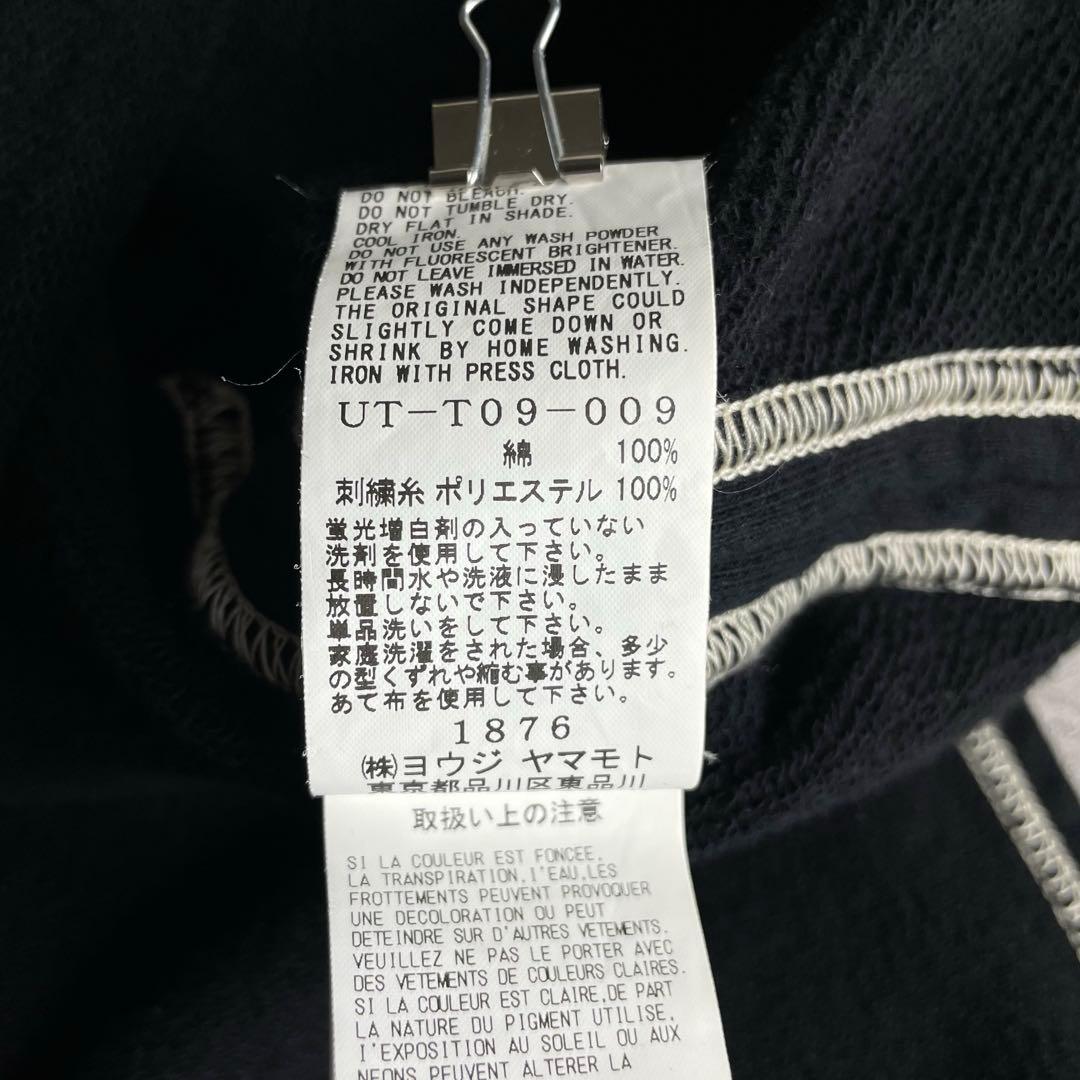 DO NOT BLEACH.
DO NOT TUMBLE DRY.
DRY FLAT IN SHADE.
COOL IRON.
DO NOT USE ANY WASH POWDER
WITH FLUORESCENT BRIGHTENER.
DO NOT LEAVE IMMERSED IN WATER.
PLEASE WASH INDEPENDENTLY.
THE ORIGINAL SHAPE COULD
SLIGHTLY COME DOWN OR
SHRINK BY HOME WASHING.
IRON WITH PRESS CLOTH.
UT-T09-009
綿 100%
刺繍糸 ポリエステル 100%
蛍光増白剤の入っていない
洗剤を使用して下さい。
長時間水や洗液に浸したまま
放置しないで下さい。
単品洗いをして下さい。
家庭洗濯をされた場合、多少
の型くずれや縮む事があります。
あて布を使用して下さい。
1876
(株)ヨウジ ヤマモト
東京都品川区東品川
取扱い上の注意
SI LA COULEUR EST FONCEE,
LA TRANSPIRATION,I'EAU,LES
FROTTEMENTS PEUVENT PROVOQUER
UNE DECOLORATION OU PEUT
DETEINDRE SUR D'AUTRES VETEMENTS.
VEUILLEZ NE PAS LE PORTER AVEC
DES VETEMENTS DE COULEURS CLAIRES.
SI LA COULEUR EST CLAIRE,DE PART
LA NATURE DU PIGMENT UTILISE,
I'EXPOSITION AU SOLEIL OU AUX
NEONS PEUVENT ALTERER LA